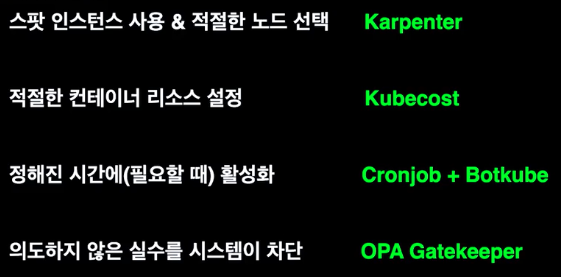 스팟 인스턴스 사용 & 적절한 노드 선택 Karpenter
적절한 컨테이너 리소스 설정 Kubecost
정해진 시간에(필요할 때) 활성화 Cronjob + Botkube
의도하지 않은 실수를 시스템이 차단 OPA Gatekeeper